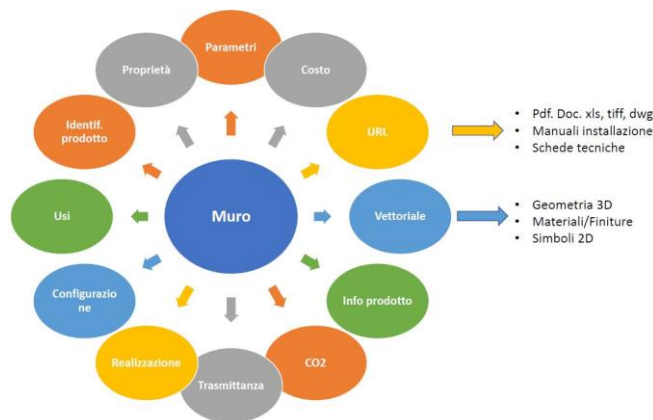 Parametri
Proprietà
Costo
Identif.
prodotto
URL
Usi
Muro
Vettoriale
Configurazio
ne
Info prodotto
Realizzazione
CO2
Trasmittanza
• Pdf. Doc. xls, tiff, dwg
• Manuali installazione
• Schede tecniche
• Geometria 3D
• Materiali/Finiture
• Simboli 2D